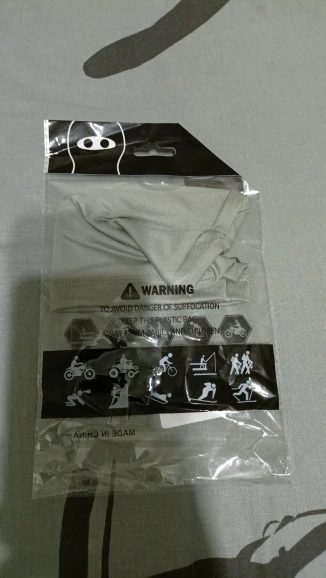 WARNING
TO AVOID DANGER OF SUFFOCATION
KEEP THIS PLASTIC BAG
AWAY FROM BABIES AND CHILDREN
MADE IN CHINA